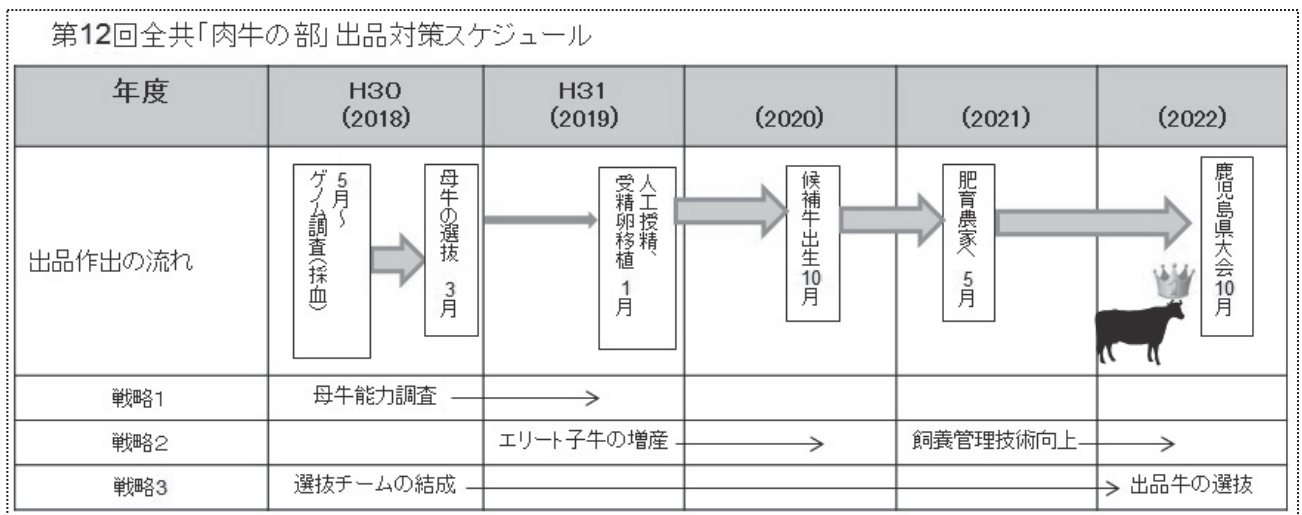 第12回全共「肉牛の部」出品対策スケジュール
年度
H30
(2018)
H31
(2019)
(2020)
(2021)
(2022)
出品作出の流れ
5月~
ゲノム調査(採血)
母牛の選抜 3月
人工授精、
受精卵移植 1月
候補牛出生10月
肥育農家へ 5月
鹿児島県大会10月
戦略1
母牛能力調査
戦略2
エリート子牛の増産
飼養管理技術向上
戦略3
選抜チームの結成
出品牛の選抜